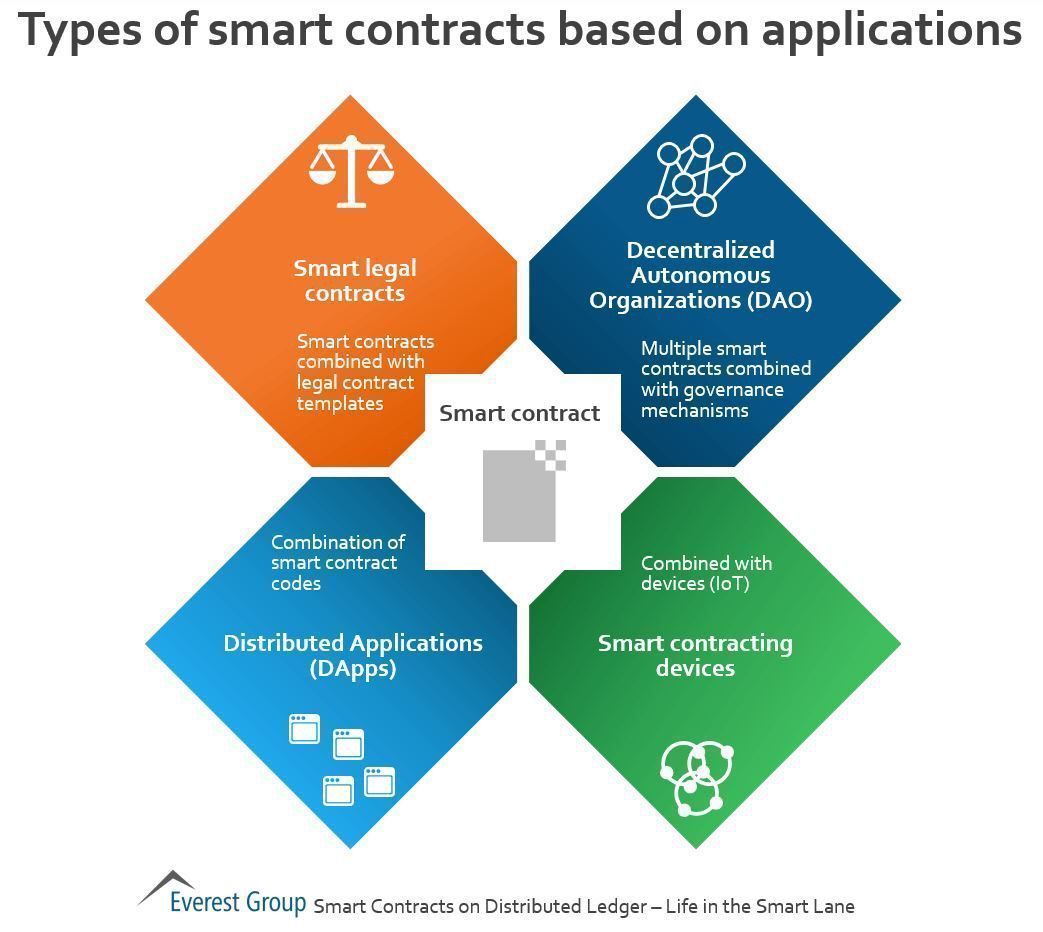 Types of smart contracts based on applications
Smart legal
contracts
Smart contracts
combined with
legal contract
templates
Decentralized
Autonomous
Organizations (DAO)
Multiple smart
contracts combined
with governance
mechanisms
Smart contract
Combination of
smart contract
codes
Distributed Applications
(DApps)
Combined with
devices (IoT)
Smart contracting
devices
Everest Group Smart Contracts on Distributed Ledger – Life in the Smart Lane